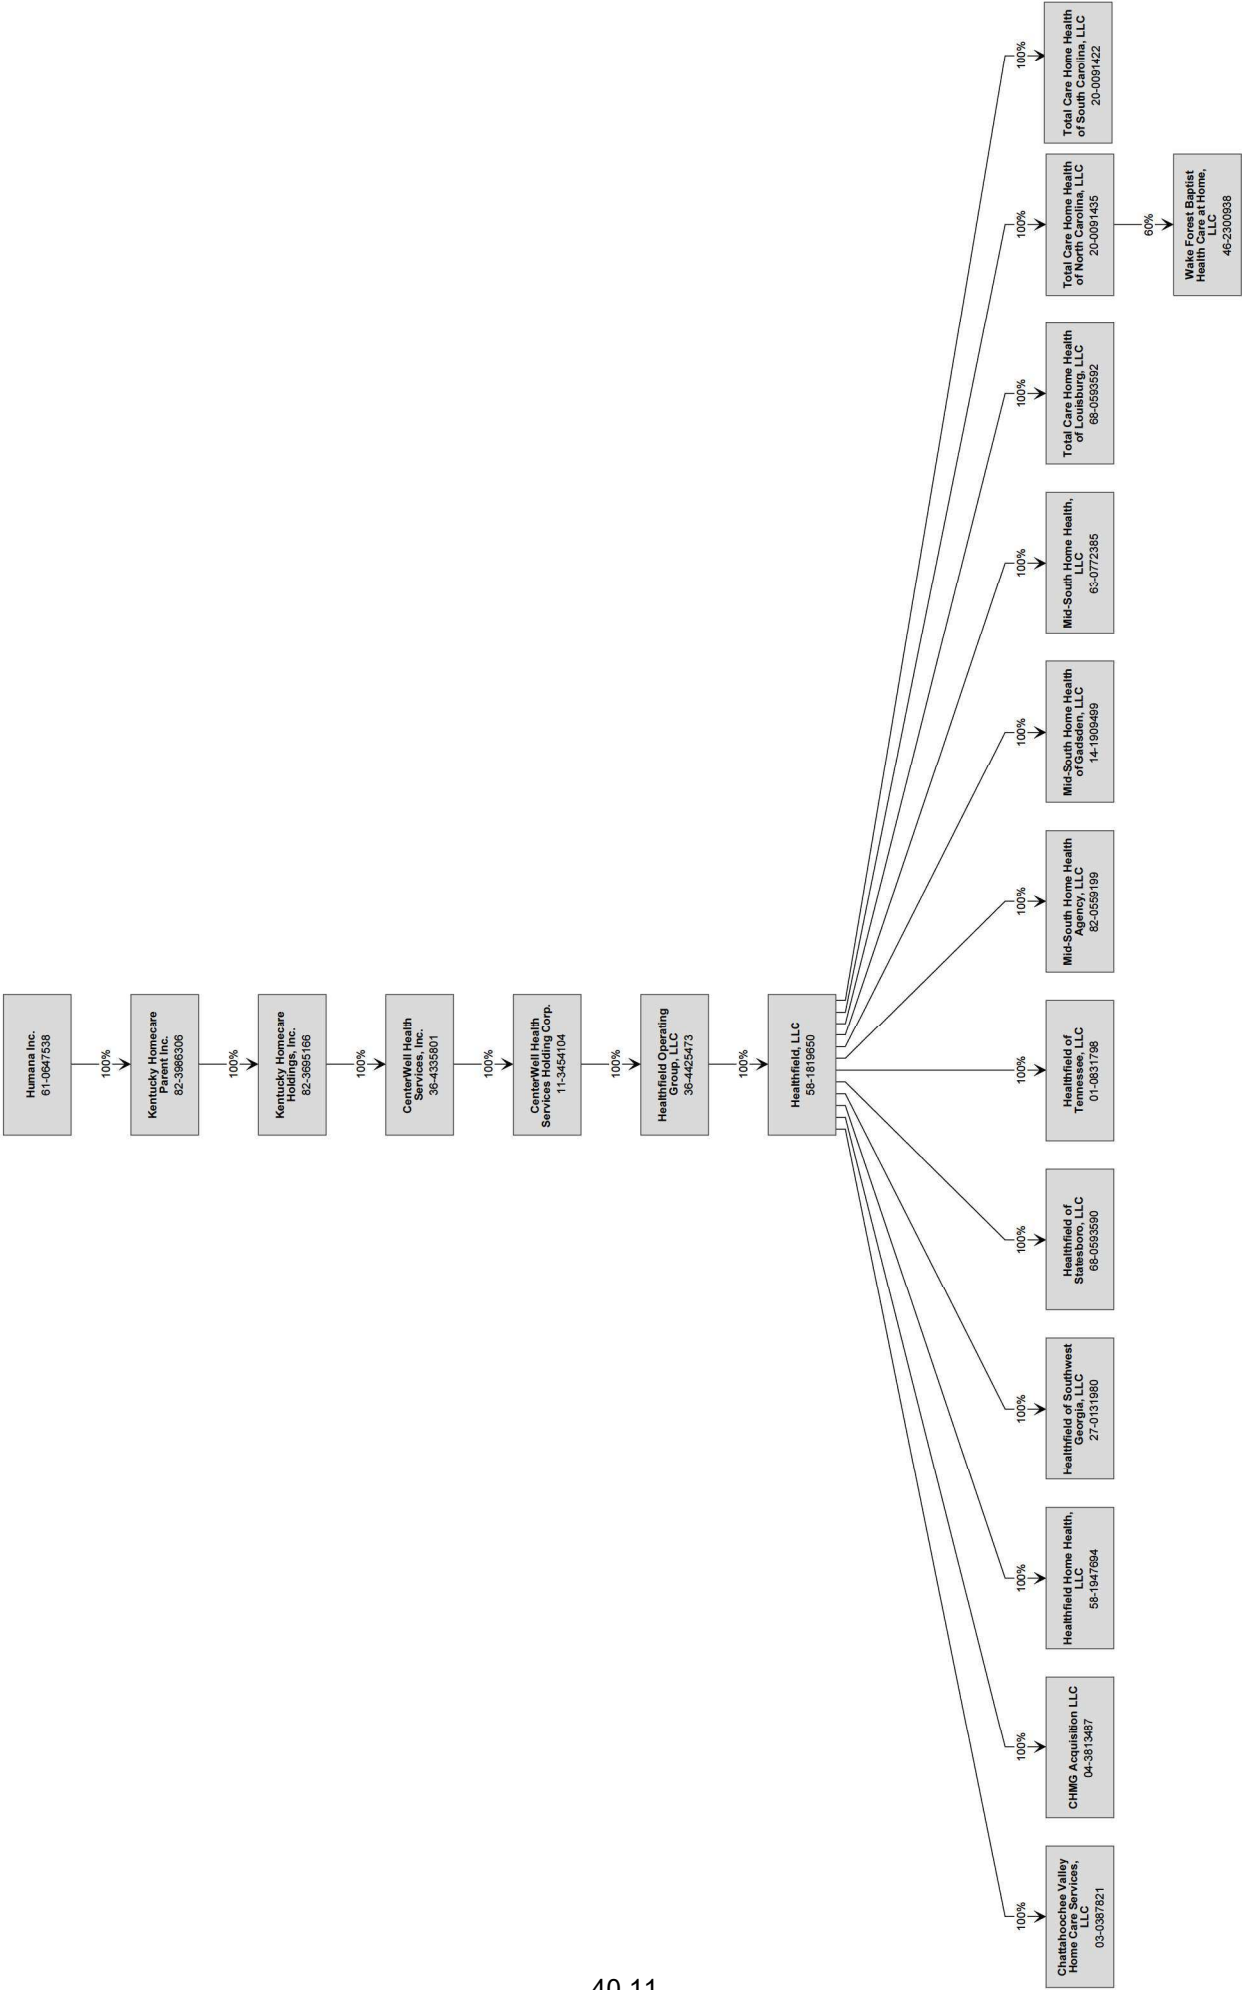 Humana Inc.
61-0647538
100%
Kentucky Homecare
Parent Inc.
82-3986306
100%
Kentucky Homecare
Holdings, Inc.
82-3695166
100%
CenterWell Health
Services, Inc.
36-4335801
100%
CenterWell Health
Services Holding Corp.
11-3454104
100%
Healthfield Operating
Group, LLC
36-4425473
100%
Healthfield, LLC
58-1819650
100%
Chattahoochee Valley
Home Care Services,
LLC
03-0387821
100%
CHMG Acquisition LLC
04-3813487
100%
Healthfield Home Health,
LLC
58-1947694
100%
Healthfield of Southwest
Georgia, LLC
27-0131980
100%
Healthfield of
Statesboro, LLC
68-0593590
100%
Healthfield of
Tennessee, LLC
01-0831798
100%
Mid-South Home Health
Agency, LLC
82-0559199
100%
Mid-South Home Health
of Gadsden, LLC
14-1909499
100%
Mid-South Home Health,
LLC
63-0772385
100%
Total Care Home Health
of Louisburg, LLC
68-0593592
100%
Total Care Home Health
of North Carolina, LLC
20-0091435
100%
Total Care Home Health
of South Carolina, LLC
20-0091422
60%
Wake Forest Baptist
Health Care at Home,
LLC
46-2300938
40.11